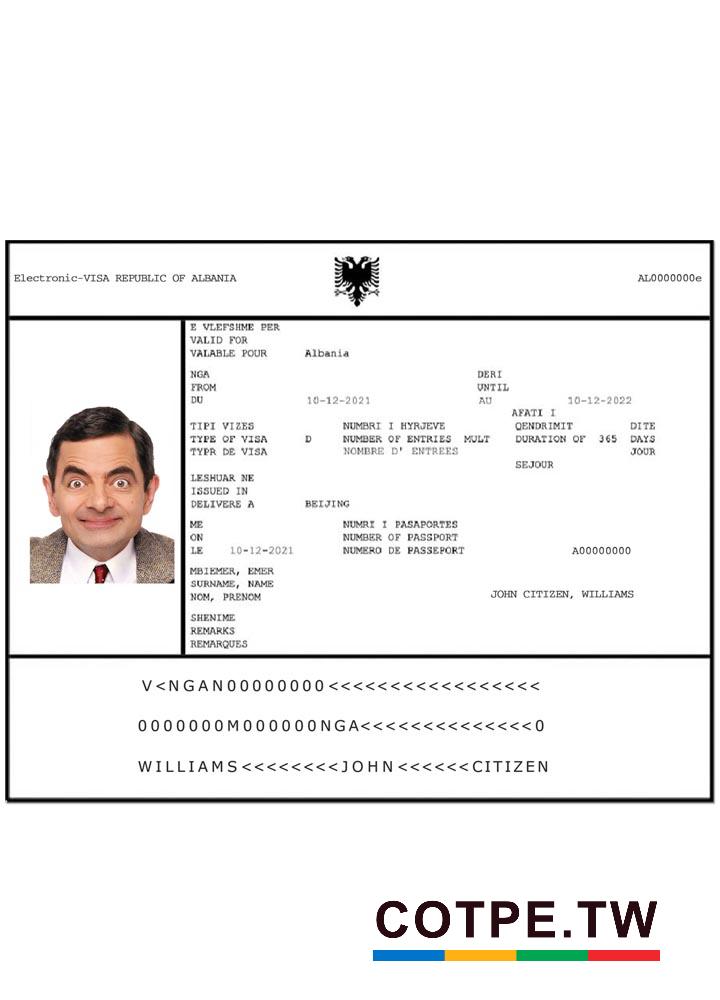 Electronic-VISA REPUBLIC OF ALBANIA AL0000000e
E VLEFSHME PER
VALID FOR
VALABLE POUR Albania
NGA DERI
FROM UNTIL
DU 10-12-2021 AU 10-12-2022
AFATI I
TIPI VIZES NUMBRI I HYRJEVE QENDRIMIT DITE
TYPE OF VISA D NUMBER OF ENTRIES MULT DURATION OF 365 DAYS
TYPR DE VISA NOMBRE D' ENTREES JOUR
SEJOUR
LESHUAR NE
ISSUED IN
DELIVERE A BEIJING
ME NUMRI I PASAPORTES
ON NUMBER OF PASSPORT
LE 10-12-2021 NUMERO DE PASSEPORT A00000000
MBIEMER, EMER
SURNAME, NAME
NOM, PRENOM JOHN CITIZEN, WILLIAMS
SHENIME
REMARKS
REMARQUES
V<NGAN00000000<<<<<<<<<<<<<<<<<
0000000M000000NGA<<<<<<<<<<<<<<0
WILLIAMS<<<<<<<<JOHN<<<<<<CITIZEN
COTPE.TW